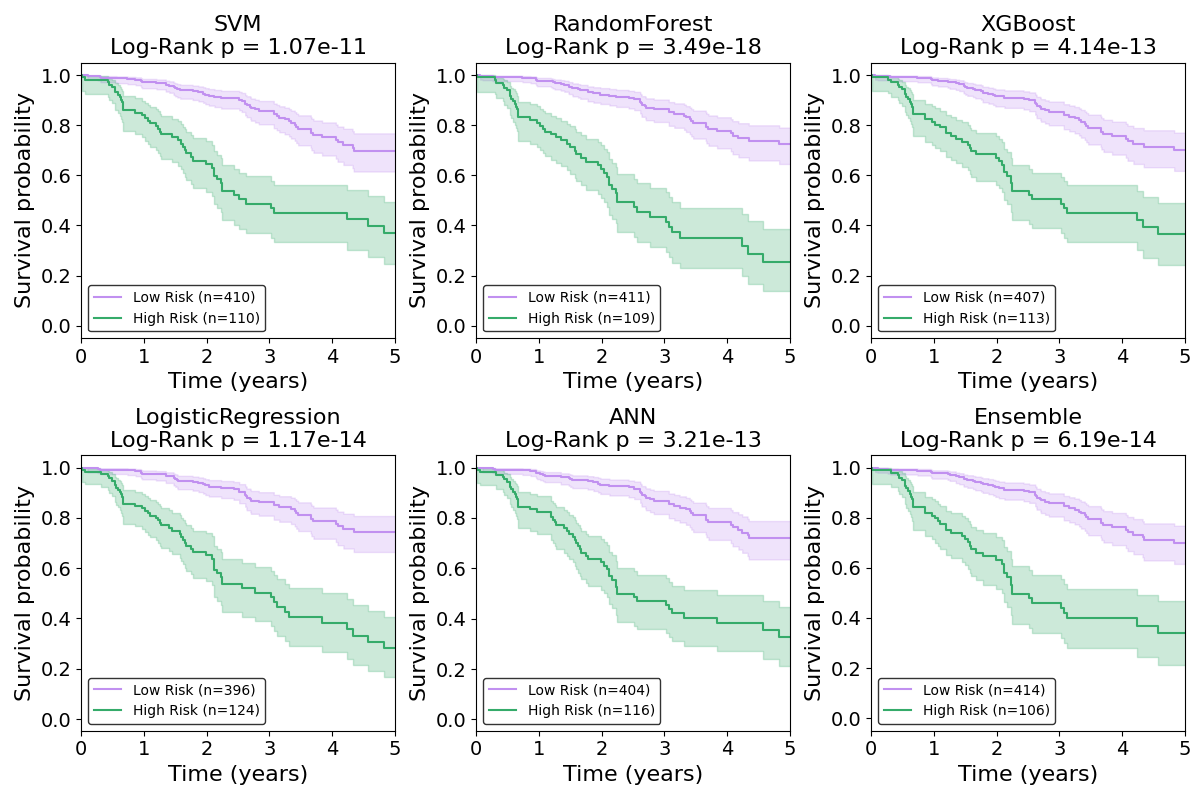 SVM
Log-Rank p = 1.07e-11
Survival probability
1.0
0.8
0.6
0.4
0.2
0.0
Low Risk (n=410)
High Risk (n=110)
0 1 2 3 4 5
Time (years)
RandomForest
Log-Rank p = 3.49e-18
Survival probability
1.0
0.8
0.6
0.4
0.2
0.0
Low Risk (n=411)
High Risk (n=109)
0 1 2 3 4 5
Time (years)
XGBoost
Log-Rank p = 4.14e-13
Survival probability
1.0
0.8
0.6
0.4
0.2
0.0
Low Risk (n=407)
High Risk (n=113)
0 1 2 3 4 5
Time (years)
LogisticRegression
Log-Rank p = 1.17e-14
Survival probability
1.0
0.8
0.6
0.4
0.2
0.0
Low Risk (n=396)
High Risk (n=124)
0 1 2 3 4 5
Time (years)
ANN
Log-Rank p = 3.21e-13
Survival probability
1.0
0.8
0.6
0.4
0.2
0.0
Low Risk (n=404)
High Risk (n=116)
0 1 2 3 4 5
Time (years)
Ensemble
Log-Rank p = 6.19e-14
Survival probability
1.0
0.8
0.6
0.4
0.2
0.0
Low Risk (n=414)
High Risk (n=106)
0 1 2 3 4 5
Time (years)